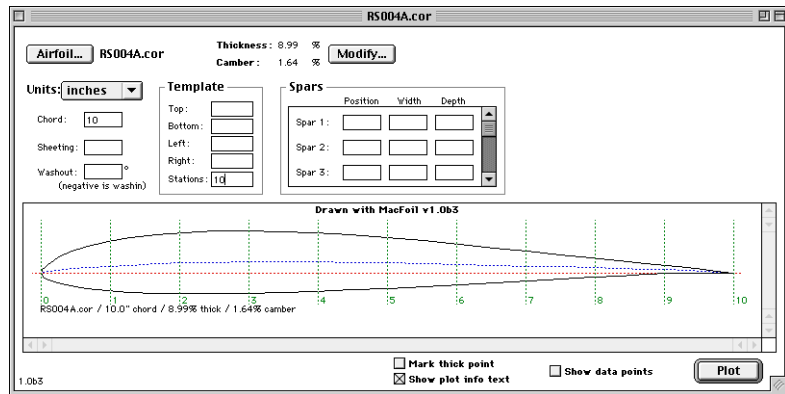 RS004A.cor
Airfoil... RS004A.cor
Thickness: 8.99 %
Camber: 1.64 %
Modify...
Units: inches
Chord: 10
Sheeting:
Washout: °
(negative is washin)
Template
Top:
Bottom:
Left:
Right:
Stations: 10
Spars
Position Width Depth
Spar 1:
Spar 2:
Spar 3:
Drawn with MacFoil v1.0b3
0 1 2 3 4 5 6 7 8 9 10
RS004A.cor / 10.0" chord / 8.99% thick / 1.64% camber
Mark thick point
Show plot info text
Show data points
Plot
1.0b3